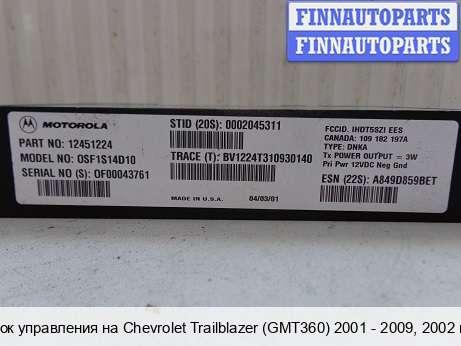 FINNAUTOPARTS
FINNAUTOPARTS
MOTOROLA
PART NO: 12451224
MODEL NO: OSF1S14D10
SERIAL NO (S): OF00043761
STID (20S): 0002045311
TRACE (T): BV1224T310930140
MADE IN U.S.A. 04/03/01
FCCID. IHDT5SZI EES
CANADA: 109 182 197A
TYPE: DNKA
Tx POWER OUTPUT = 3W
Pri Pwr 12VDC Neg Gnd
ESN (22S): A849D859BET
ок управления на Chevrolet Trailblazer (GMT360) 2001 - 2009, 2002